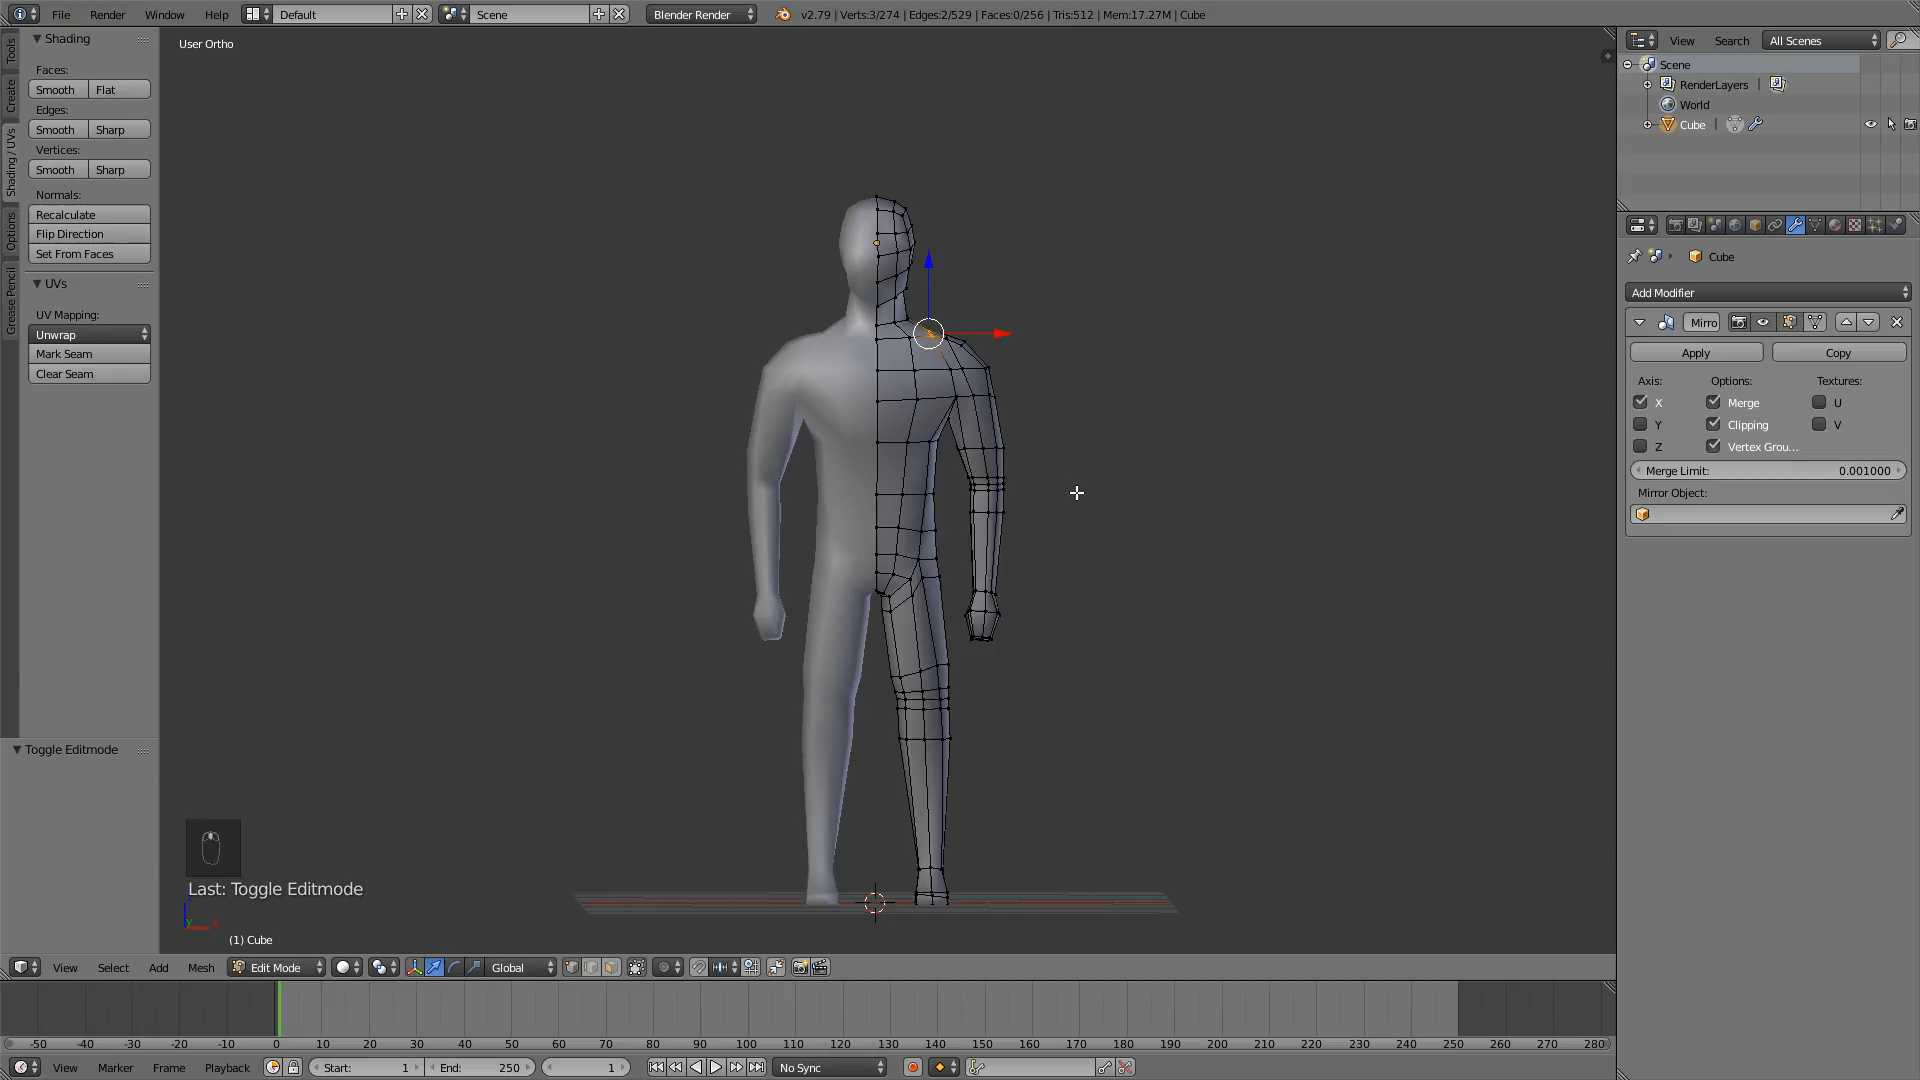 File Render Window Help Default Scene Blender Render v2.79 | Verts:3/274 | Edges:2/529 | Faces:0/256 | Tris:512 | Mem:17.27M | Cube
Tools
Create
Shading / UVs
Options
Grease Pencil
Shading
Faces:
Smooth Flat
Edges:
Smooth Sharp
Vertices:
Smooth Sharp
Normals:
Recalculate
Flip Direction
Set From Faces
UVs
UV Mapping:
Unwrap
Mark Seam
Clear Seam
Toggle Editmode
User Ortho
Last: Toggle Editmode
(1) Cube
View Search All Scenes
Scene
RenderLayers |
World
Cube |
Cube
Add Modifier
Mirro
Apply Copy
Axis: Options: Textures:
X Merge U
Y Clipping V
Z Vertex Grou...
Merge Limit: 0.001000
Mirror Object:
View Select Add Mesh Edit Mode Global
-50 -40 -30 -20 -10 0 10 20 30 40 50 60 70 80 90 100 110 120 130 140 150 160 170 180 190 200 210 220 230 240 250 260 270 280
View Marker Frame Playback Start: 1 End: 250 1 No Sync